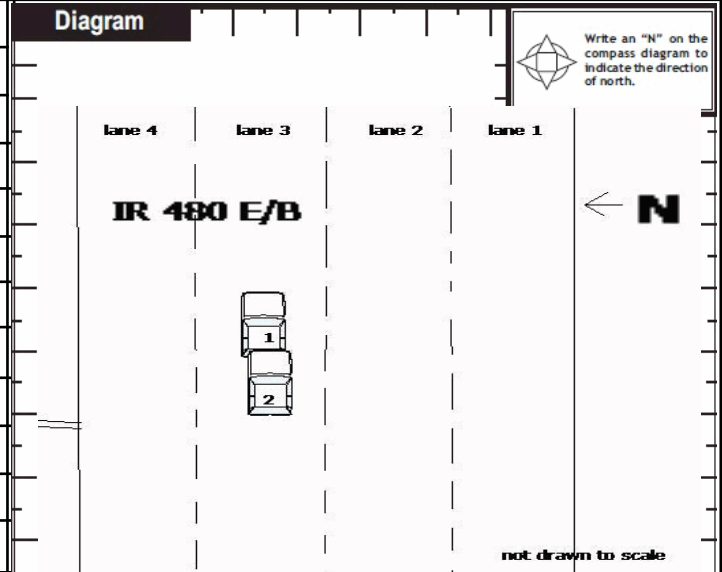 Diagram
Write an “N” on the
compass diagram to
indicate the direction
of north.
lane 4 lane 3 lane 2 lane 1
IR 480 E/B
N
1
2
not drawn to scale